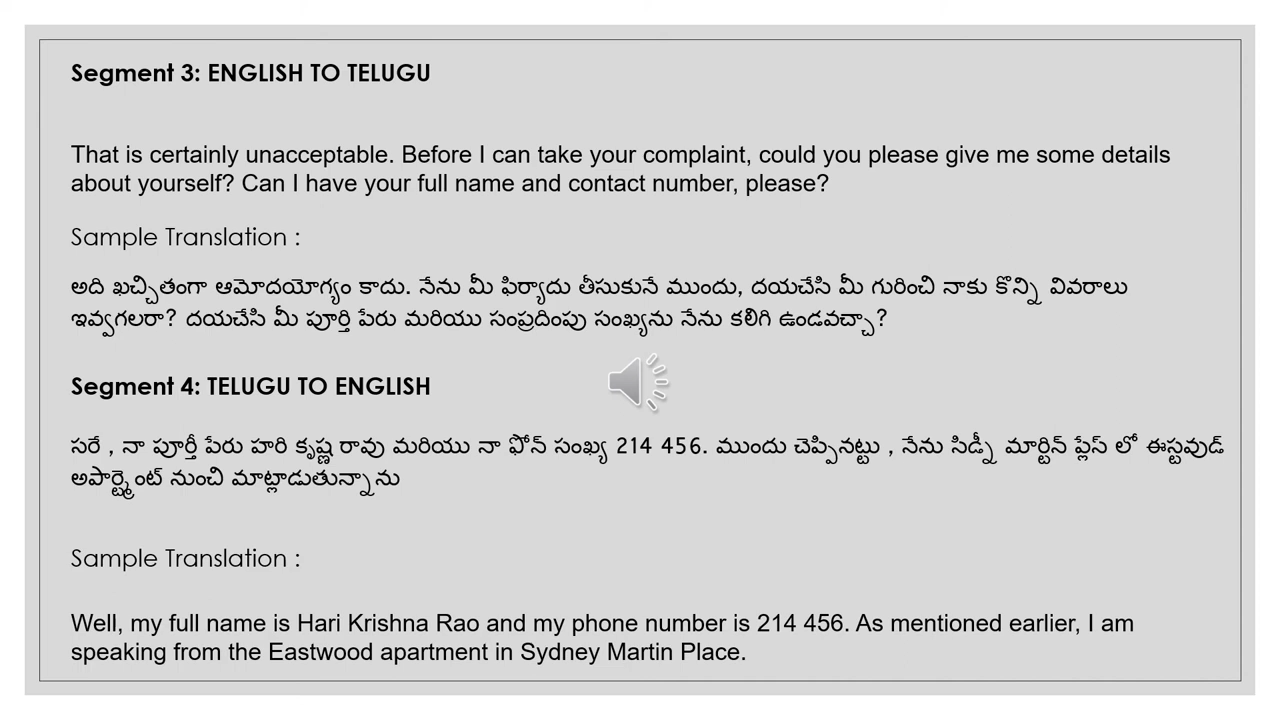 Segment 3: ENGLISH TO TELUGU
That is certainly unacceptable. Before I can take your complaint, could you please give me some details
about yourself? Can I have your full name and contact number, please?
Sample Translation :
అది ఖచ్చితంగా ఆమోదయోగ్యం కాదు. నేను మీ ఫిర్యాదు తీసుకునే ముందు, దయచేసి మీ గురించి నాకు కొన్ని వివరాలు
ఇవ్వగలరా? దయచేసి మీ పూర్తి పేరు మరియు సంప్రదింపు సంఖ్యను నేను కలిగి ఉండవచ్చా?
Segment 4: TELUGU TO ENGLISH
సరే , నా పూర్తీ పేరు హరి కృష్ణ రావు మరియు నా ఫోన్ సంఖ్య 214 456. ముందు చెప్పినట్టు , నేను సిడ్నీ మార్టిన్ ప్లేస్ లో ఈస్టవుడ్
అపార్ట్మెంట్ నుంచి మాట్లాడుతున్నాను
Sample Translation :
Well, my full name is Hari Krishna Rao and my phone number is 214 456. As mentioned earlier, I am
speaking from the Eastwood apartment in Sydney Martin Place.